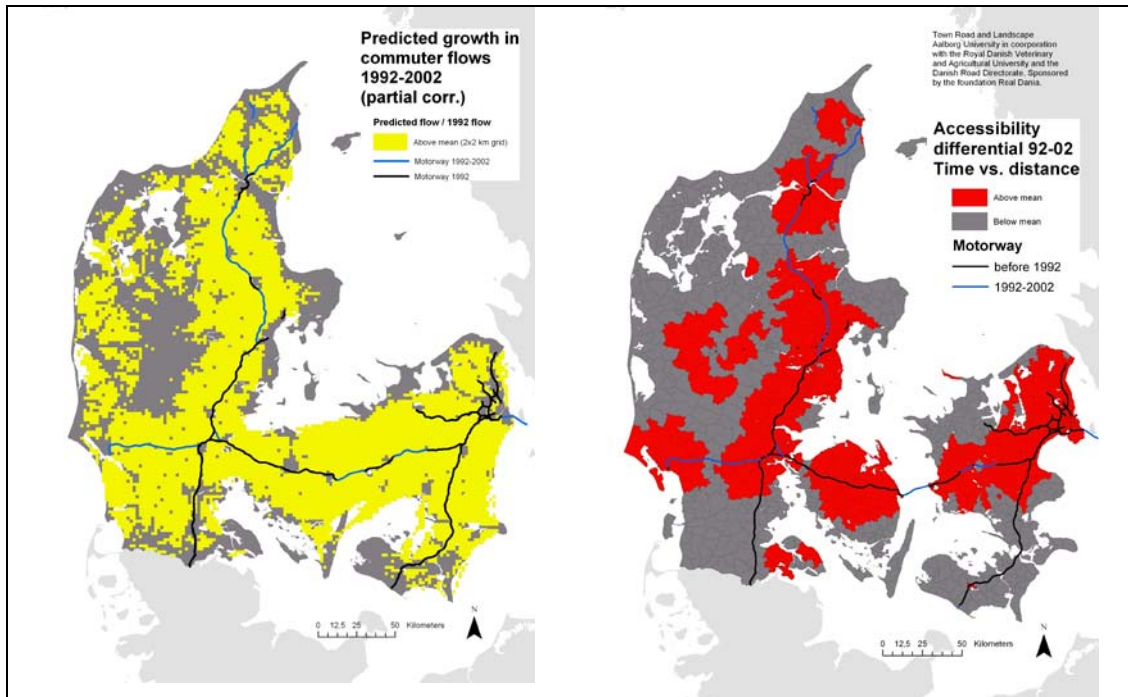 Predicted growth in
commuter flows
1992-2002
(partial corr.)
Predicted flow / 1992 flow
Above mean (2x2 km grid)
Motorway 1992-2002
Motorway 1992
N
0 12,5 25 50 Kilometers
Town Road and Landscape
Aalborg University in coorporation
with the Royal Danish Veterinary
and Agricultural University and the
Danish Road Directorate. Sponsored
by the foundation Real Dania.
Accessibility
differential 92-02
Time vs. distance
Above mean
Below mean
Motorway
before 1992
1992-2002
N
0 12,5 25 50 Kilometers